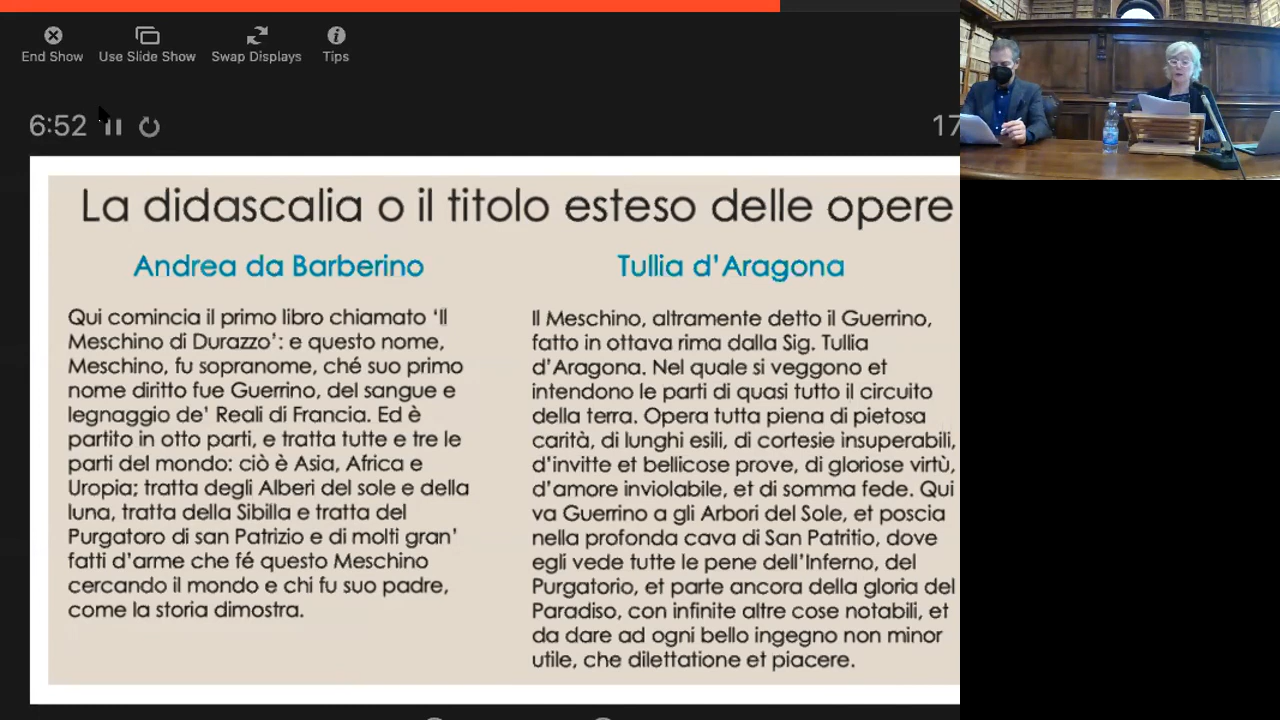 End Show
Use Slide Show
Swap Displays
Tips
6:52
17
La didascalia o il titolo esteso delle opere
Andrea da Barberino
Qui comincia il primo libro chiamato ‘Il
Meschino di Durazzo’: e questo nome,
Meschino, fu sopranome, ché suo primo
nome diritto fue Guerrino, del sangue e
legnaggio de’ Reali di Francia. Ed è
partito in otto parti, e tratta tutte e tre le
parti del mondo: ciò è Asia, Africa e
Uropia; tratta degli Alberi del sole e della
luna, tratta della Sibilla e tratta del
Purgatoro di san Patrizio e di molti gran’
fatti d’arme che fé questo Meschino
cercando il mondo e chi fu suo padre,
come la storia dimostra.
Tullia d’Aragona
Il Meschino, altramente detto il Guerrino,
fatto in ottava rima dalla Sig. Tullia
d’Aragona. Nel quale si veggono et
intendono le parti di quasi tutto il circuito
della terra. Opera tutta piena di pietosa
carità, di lunghi esili, di cortesie insuperabili,
d’invitte et bellicose prove, di gloriose virtù,
d’amore inviolabile, et di somma fede. Qui
va Guerrino a gli Arbori del Sole, et poscia
nella profonda cava di San Patritio, dove
egli vede tutte le pene dell’Inferno, del
Purgatorio, et parte ancora della gloria del
Paradiso, con infinite altre cose notabili, et
da dare ad ogni bello ingegno non minor
utile, che dilettatione et piacere.